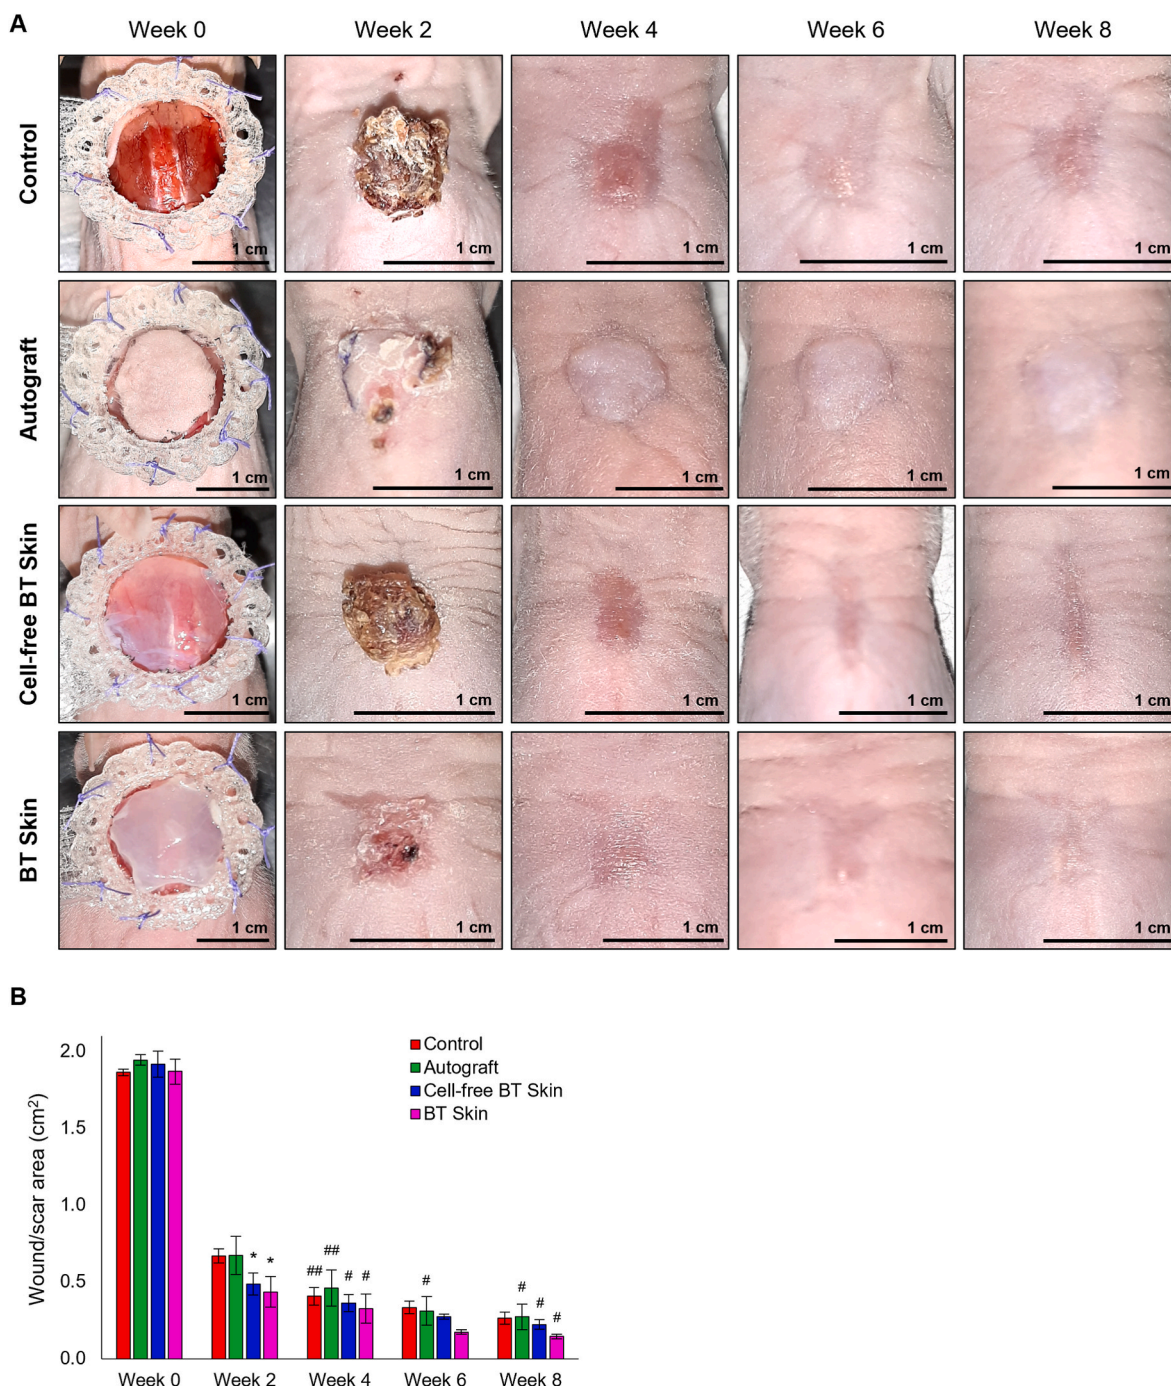 A
Week 0 Week 2 Week 4 Week 6 Week 8
Control
1 cm 1 cm 1 cm 1 cm 1 cm
Autograft
1 cm 1 cm 1 cm 1 cm 1 cm
Cell-free BT Skin
1 cm 1 cm 1 cm 1 cm 1 cm
BT Skin
1 cm 1 cm 1 cm 1 cm 1 cm
B
Wound/scar area (cm²)
2.0
1.5
1.0
0.5
0.0
Control
Autograft
Cell-free BT Skin
BT Skin
* *
## ## # #
#
# # #
Week 0 Week 2 Week 4 Week 6 Week 8